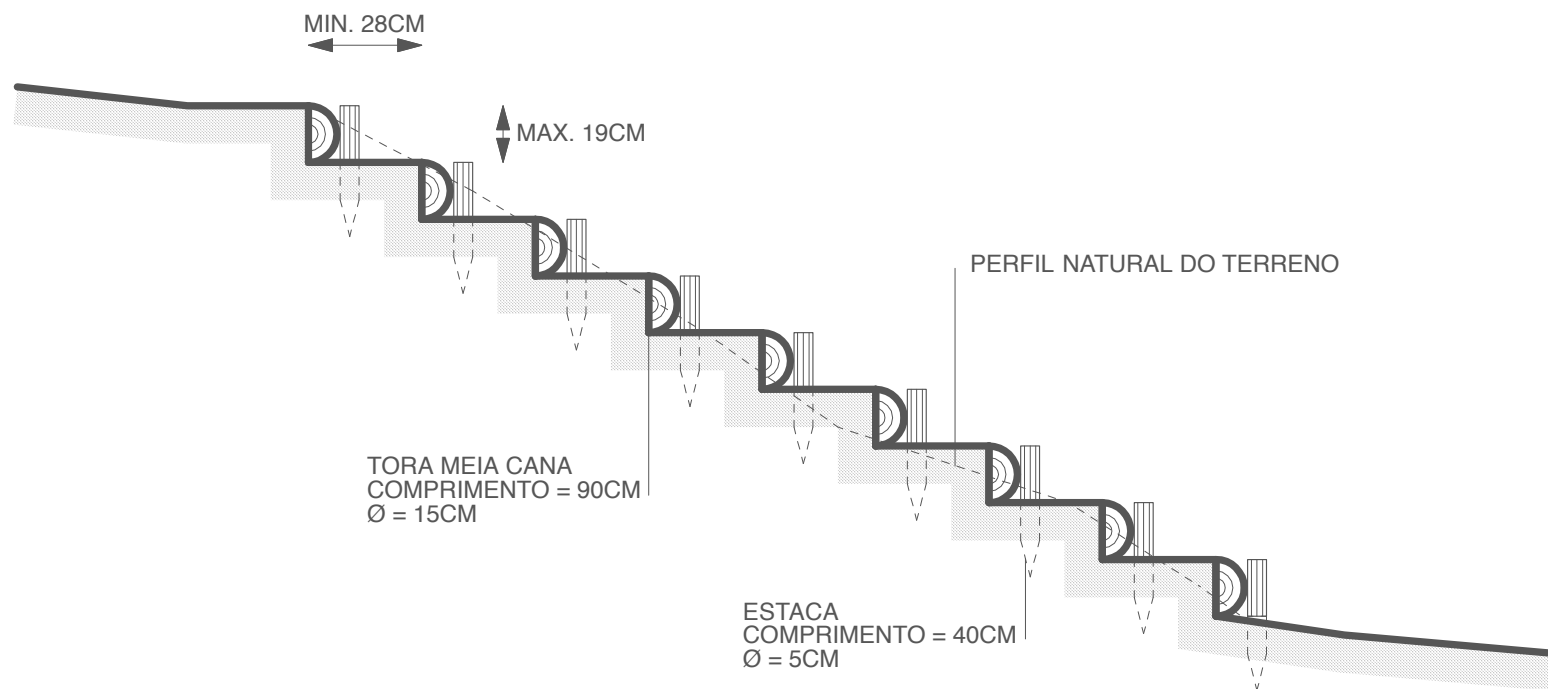 MIN. 28CM
MAX. 19CM
PERFIL NATURAL DO TERRENO
TORA MEIA CANA
COMPRIMENTO = 90CM
Ø = 15CM
ESTACA
COMPRIMENTO = 40CM
Ø = 5CM